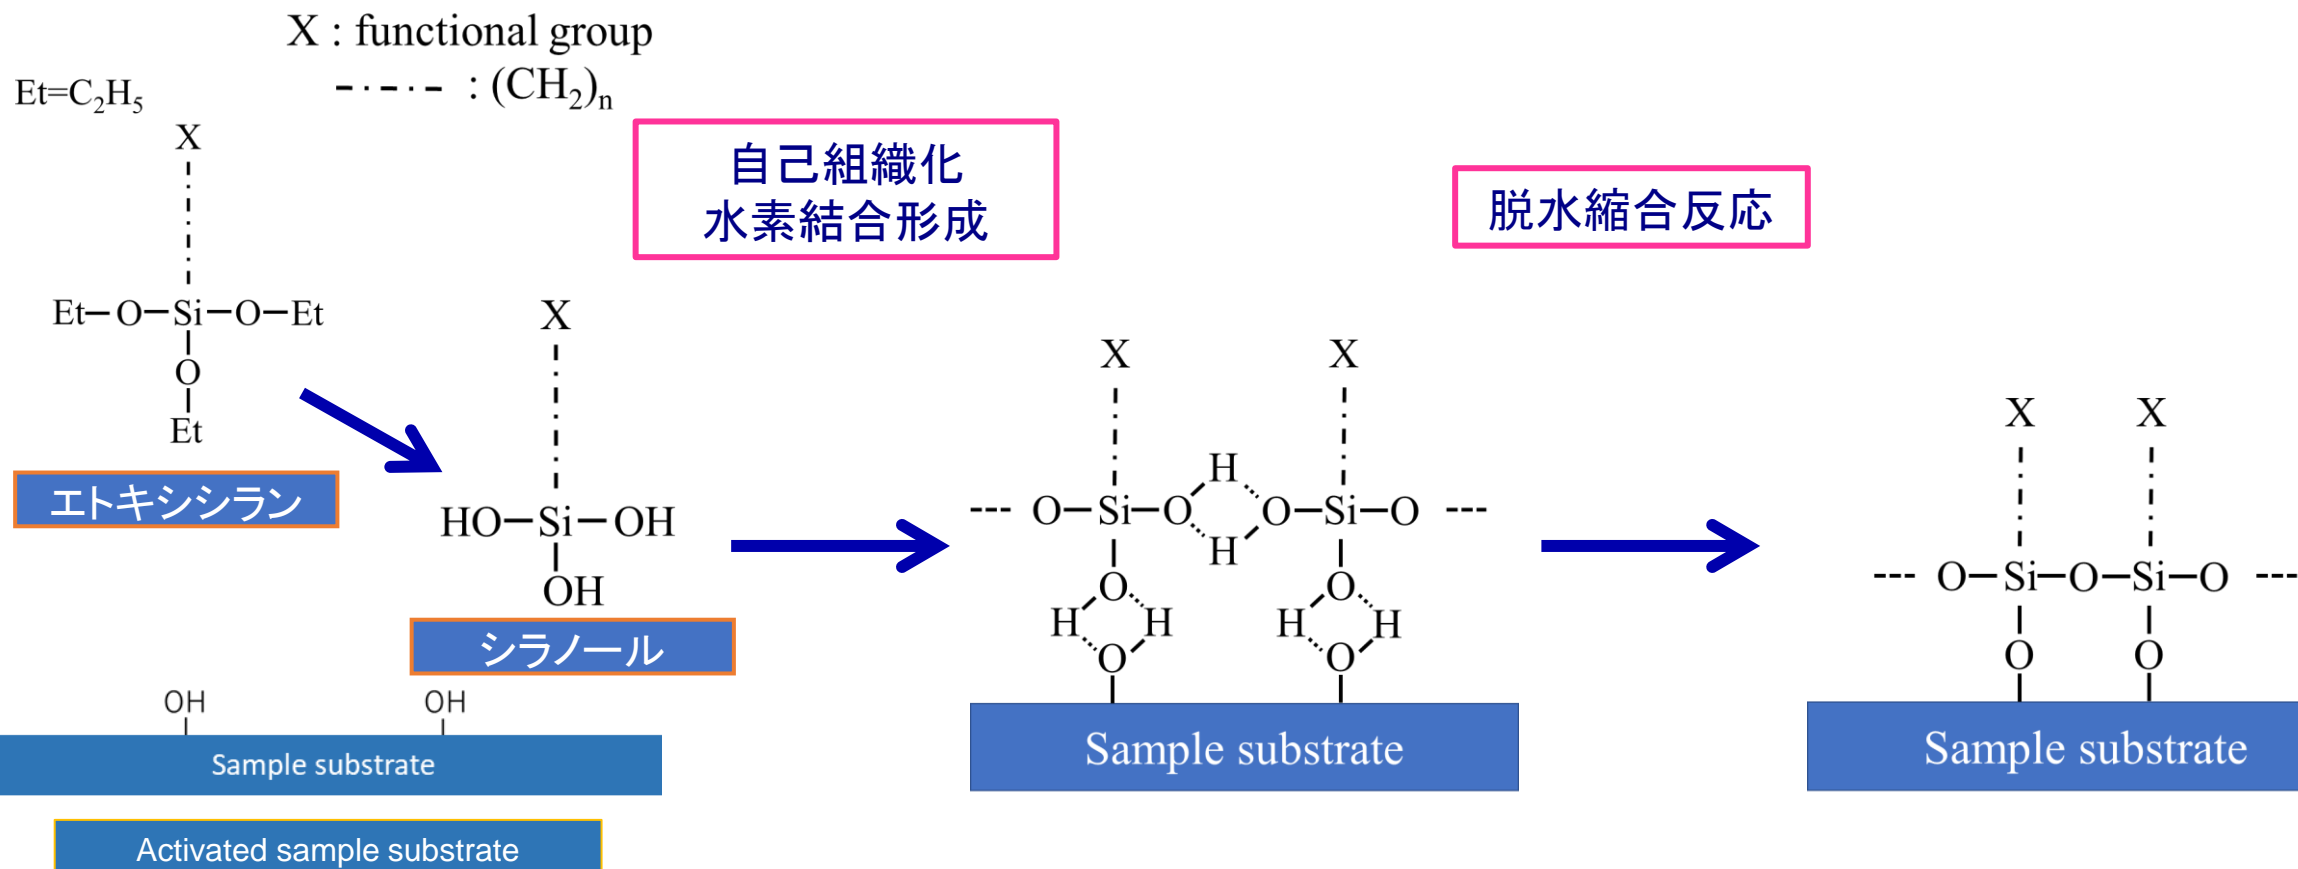 X : functional group
Et=C₂H₅
: (CH₂)ₙ
X
Et—O—Si—O—Et
O
Et
エトキシシラン
X
HO—Si—OH
OH
シラノール
OH OH
Sample substrate
Activated sample substrate
自己組織化
水素結合形成
X X
H
--- O—Si—O O—Si—O ---
H
O O
H H H H
O O
Sample substrate
脱水縮合反応
X X
--- O—Si—O—Si—O ---
O O
Sample substrate